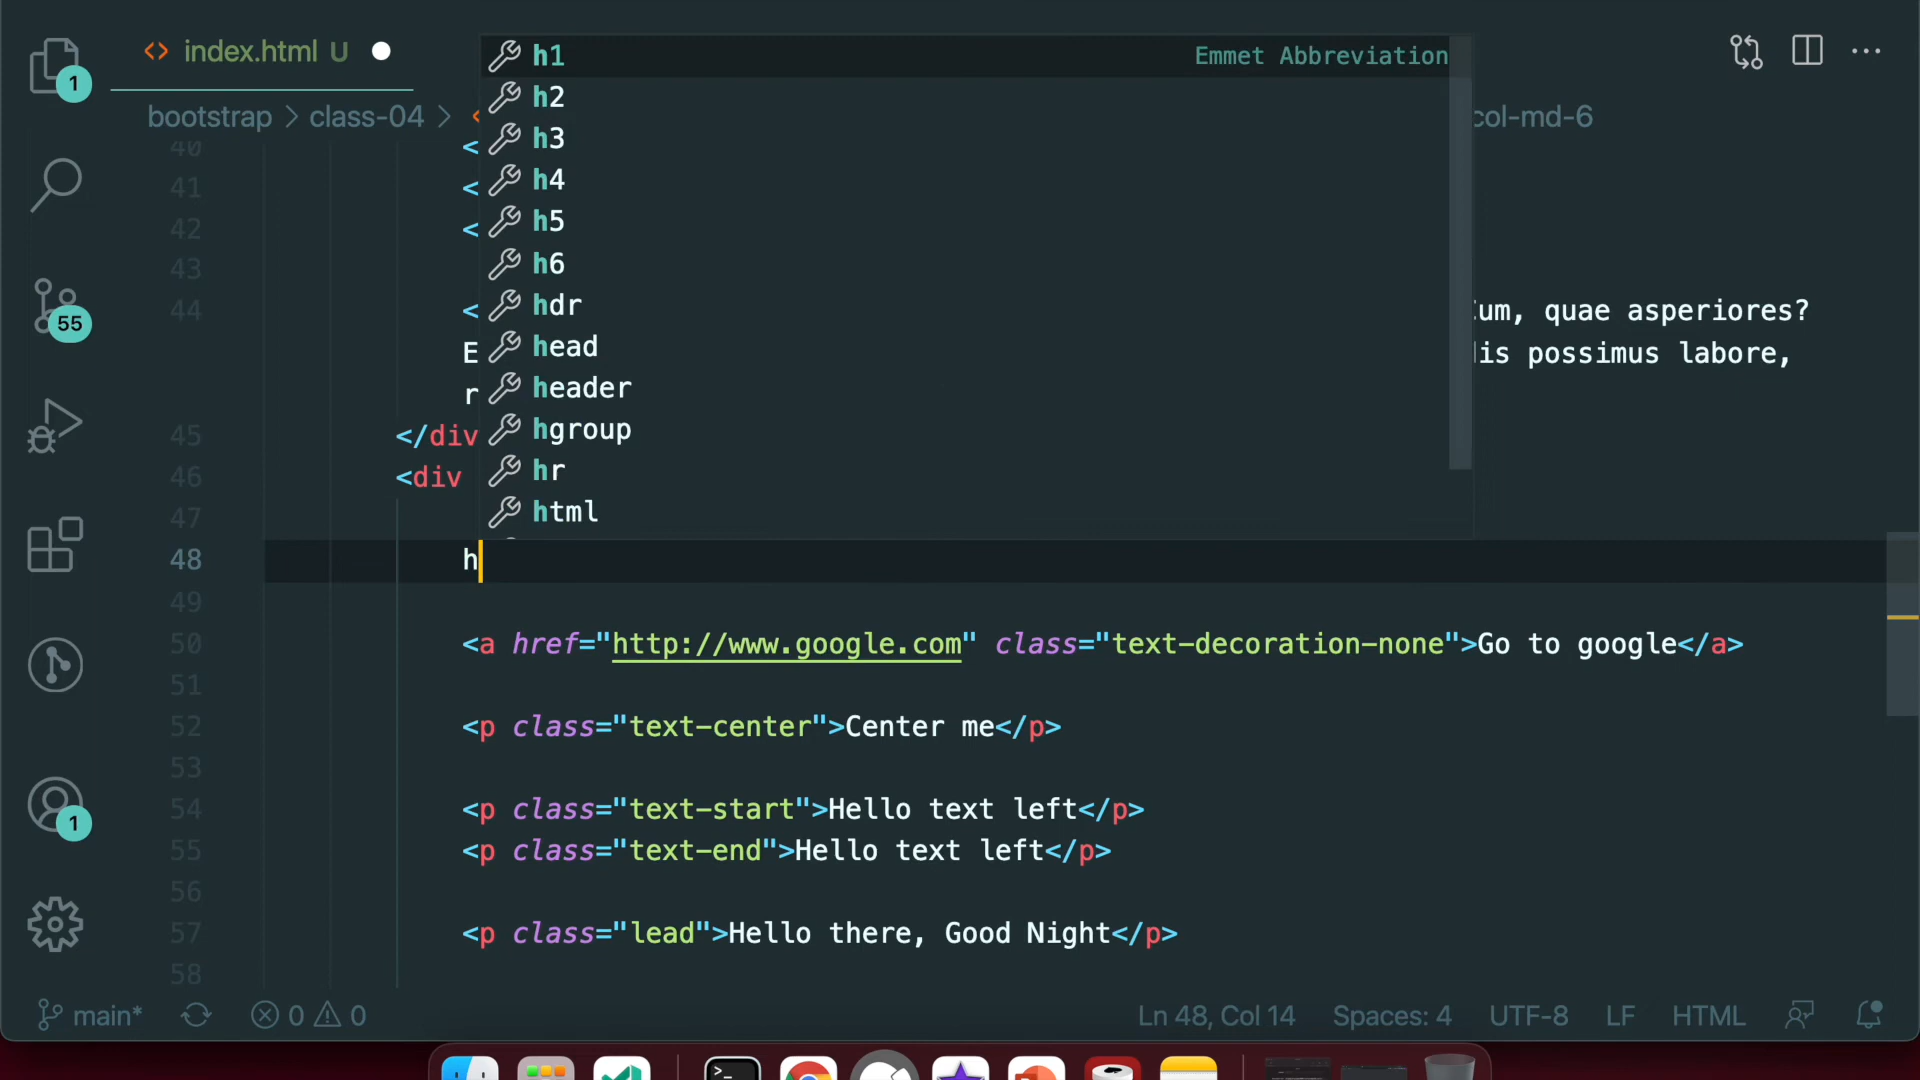 1
<> index.html U
bootstrap > class-04 >
col-md-6
h1 Emmet Abbreviation
h2
h3
h4
h5
h6
hdr
head
header
hgroup
hr
html
40 <
41 <
42 <
43
44 < um, quae asperiores?
E is possimus labore,
r
45 </div
46 <div
47
48 h
49
50 <a href="http://www.google.com" class="text-decoration-none">Go to google</a>
51
52 <p class="text-center">Center me</p>
53
54 <p class="text-start">Hello text left</p>
55 <p class="text-end">Hello text left</p>
56
57 <p class="lead">Hello there, Good Night</p>
58
55
1
main* 0 0 Ln 48, Col 14 Spaces: 4 UTF-8 LF HTML
>_